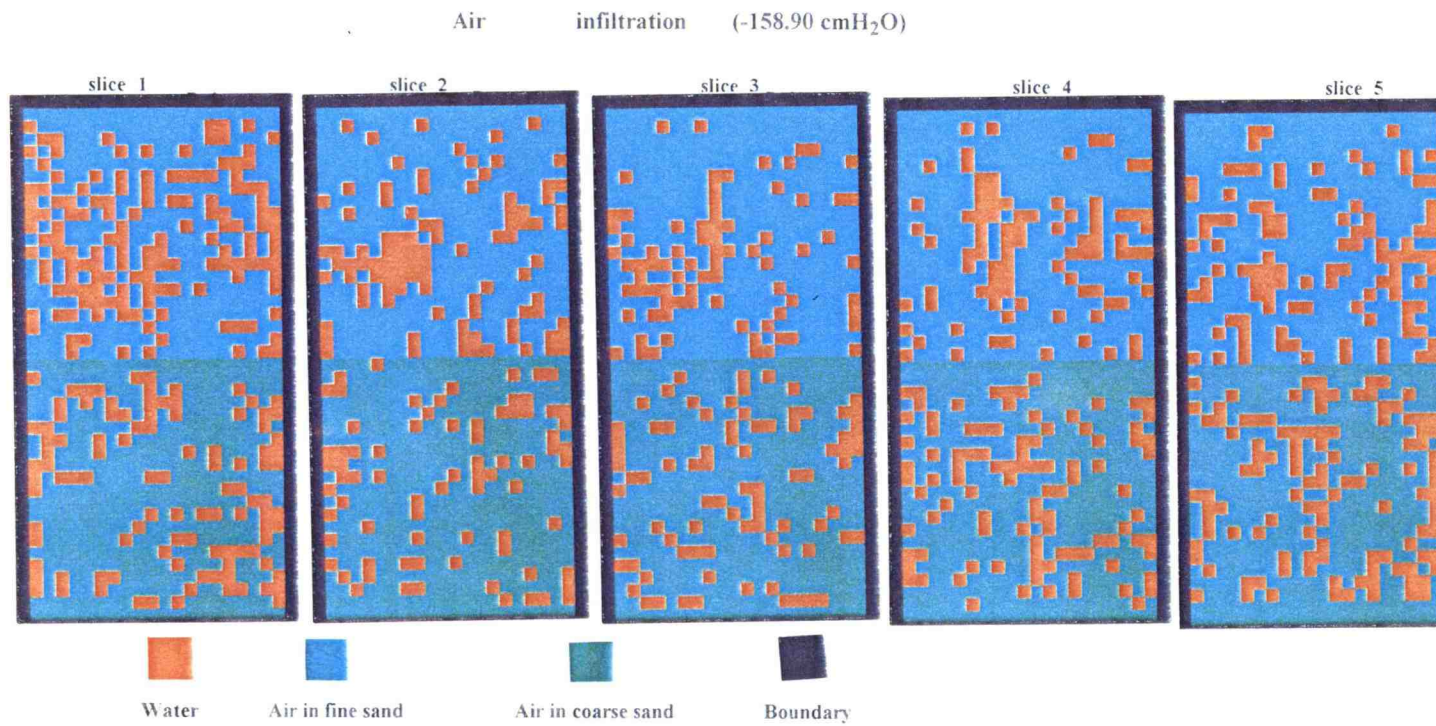 Air infiltration (-158.90 cmH₂O)
slice 1 slice 2 slice 3 slice 4 slice 5
Water Air in fine sand Air in coarse sand Boundary